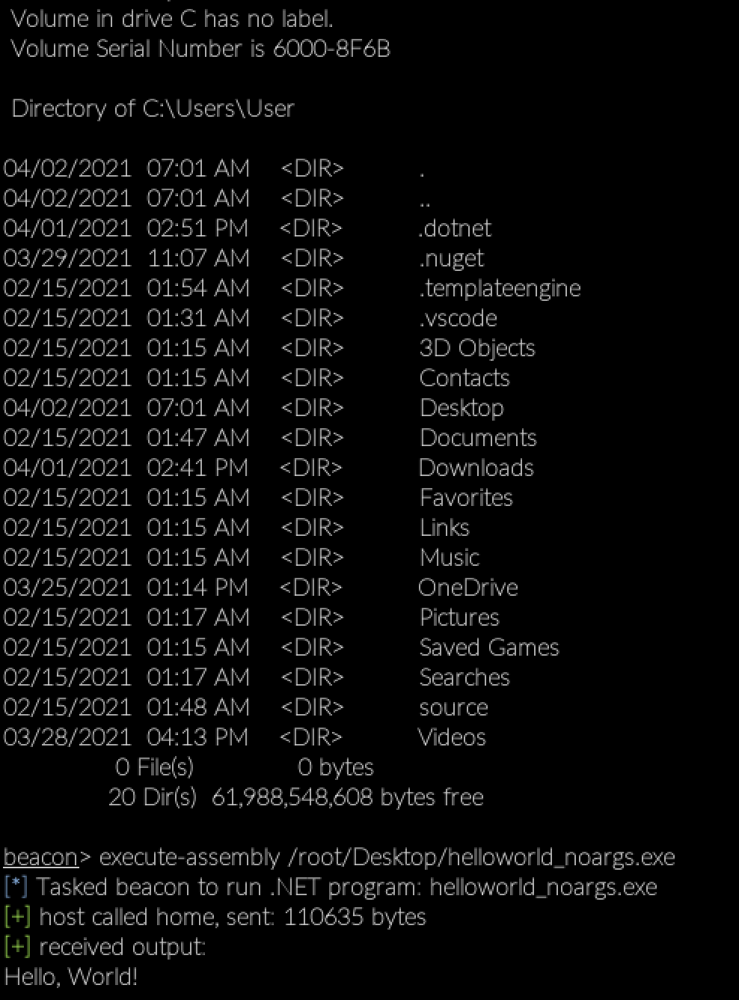 Volume in drive C has no label.
Volume Serial Number is 6000-8F6B
Directory of C:\Users\User
04/02/2021 07:01 AM <DIR> .
04/02/2021 07:01 AM <DIR> ..
04/01/2021 02:51 PM <DIR> .dotnet
03/29/2021 11:07 AM <DIR> .nuget
02/15/2021 01:54 AM <DIR> .templateengine
02/15/2021 01:31 AM <DIR> .vscode
02/15/2021 01:15 AM <DIR> 3D Objects
02/15/2021 01:15 AM <DIR> Contacts
04/02/2021 07:01 AM <DIR> Desktop
02/15/2021 01:47 AM <DIR> Documents
04/01/2021 02:41 PM <DIR> Downloads
02/15/2021 01:15 AM <DIR> Favorites
02/15/2021 01:15 AM <DIR> Links
02/15/2021 01:15 AM <DIR> Music
03/25/2021 01:14 PM <DIR> OneDrive
02/15/2021 01:17 AM <DIR> Pictures
02/15/2021 01:15 AM <DIR> Saved Games
02/15/2021 01:17 AM <DIR> Searches
02/15/2021 01:48 AM <DIR> source
03/28/2021 04:13 PM <DIR> Videos
0 File(s) 0 bytes
20 Dir(s) 61,988,548,608 bytes free
beacon> execute-assembly /root/Desktop/helloworld_noargs.exe
[*] Tasked beacon to run .NET program: helloworld_noargs.exe
[+] host called home, sent: 110635 bytes
[+] received output:
Hello, World!